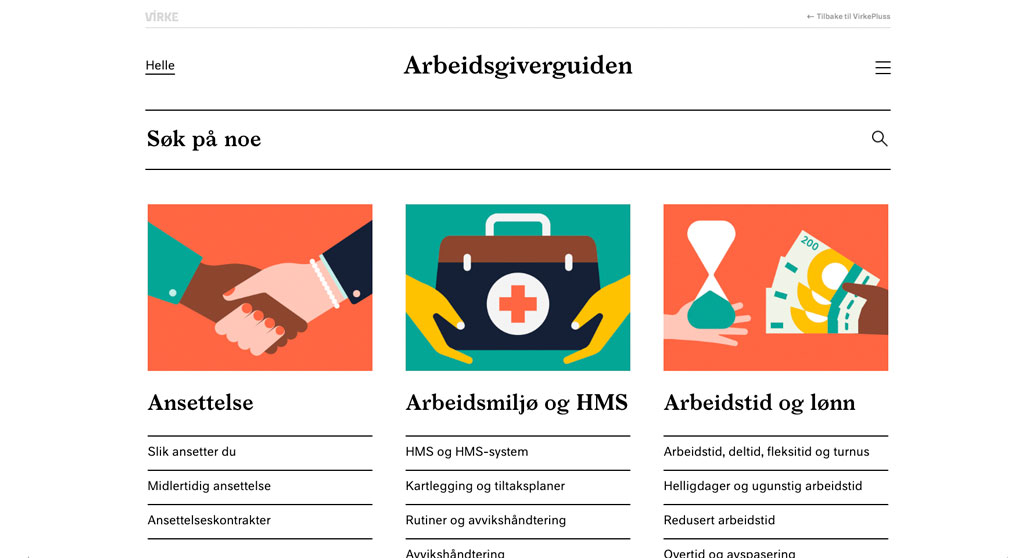 VIRKE
← Tilbake til VirkePluss
Helle
Arbeidsgiverguiden
Søk på noe
200
Ansettelse
Slik ansetter du
Midlertidig ansettelse
Ansettelseskontrakter
Arbeidsmiljø og HMS
HMS og HMS-system
Kartlegging og tiltaksplaner
Rutiner og avvikshåndtering
Avvikshåndtering
Arbeidstid og lønn
Arbeidstid, deltid, fleksitid og turnus
Helligdager og ugunstig arbeidstid
Redusert arbeidstid
Overtid og avspasering